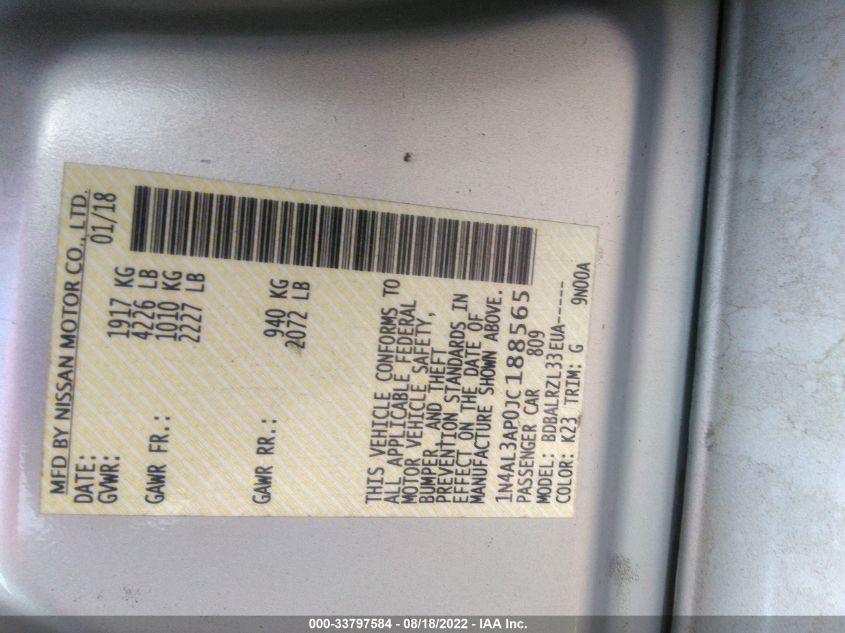 MFD BY NISSAN MOTOR CO., LTD.
DATE: 01/18
GVWR: 1917 KG
4226 LB
GAWR FR.: 1010 KG
2227 LB
GAWR RR.: 940 KG
2072 LB
THIS VEHICLE CONFORMS TO
ALL APPLICABLE FEDERAL
MOTOR VEHICLE SAFETY,
BUMPER, AND THEFT
PREVENTION STANDARDS IN
EFFECT ON THE DATE OF
MANUFACTURE SHOWN ABOVE.
1N4AL3AP0JC188565
PASSENGER CAR 809
MODEL: BDBALRZL33EUA-----
COLOR: K23 TRIM: G 9N00A
000-33797584 - 08/18/2022 - IAA Inc.